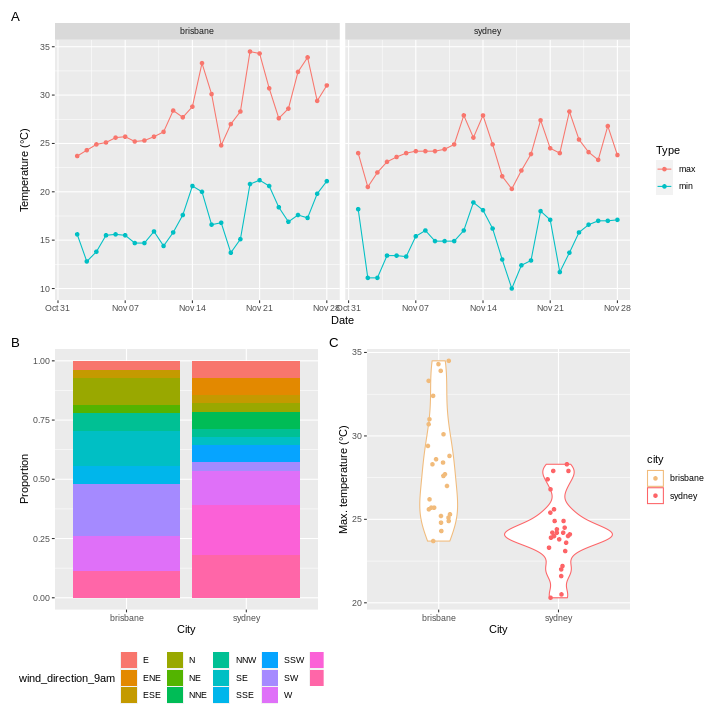 A
brisbane
sydney
35
30
25
20
15
10
Temperature (°C)
Oct 31
Nov 07
Nov 14
Nov 21
Nov 28
Oct 31
Nov 07
Nov 14
Nov 21
Nov 28
Date
Type
max
min
B
1.00
0.75
0.50
0.25
0.00
Proportion
brisbane
sydney
City
C
35
30
25
20
Max. temperature (°C)
brisbane
sydney
City
city
brisbane
sydney
wind_direction_9am
E
N
NNW
SSW
ENE
NE
SE
SW
ESE
NNE
SSE
W